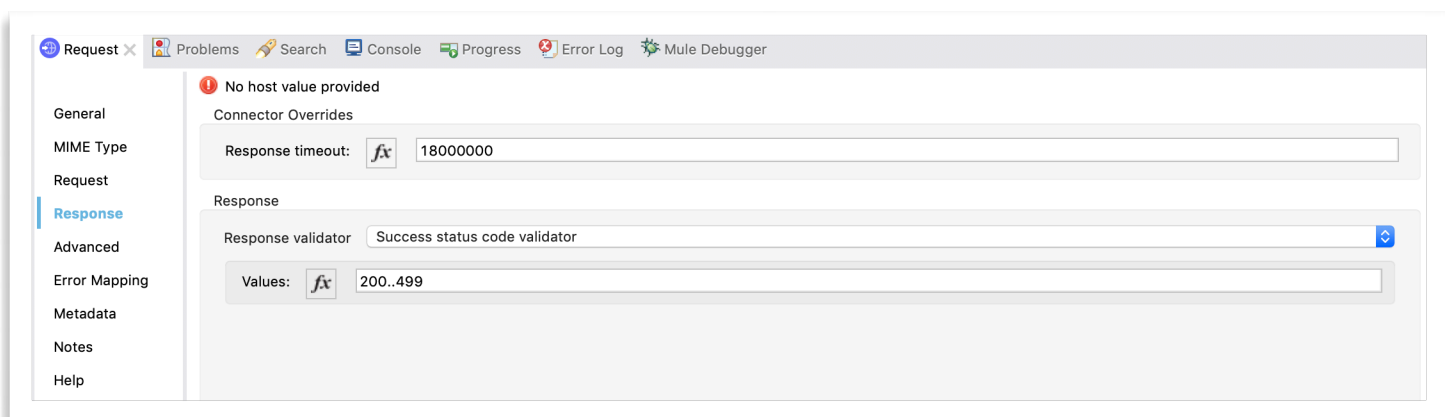 Request Problems Search Console Progress Error Log Mule Debugger
No host value provided
General
Connector Overrides
MIME Type
Response timeout: fx 18000000
Request
Response
Response
Response validator Success status code validator
Advanced
Error Mapping
Values: fx 200..499
Metadata
Notes
Help